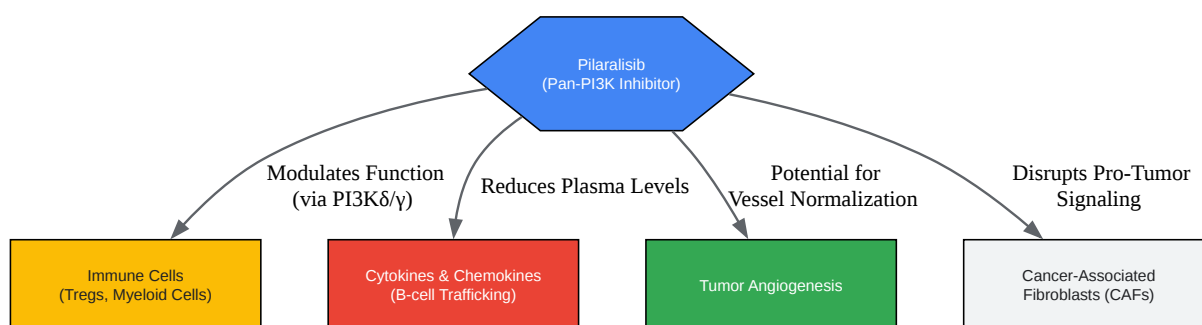 Pilaralisib
(Pan-PI3K Inhibitor)
Modulates Function
(via PI3Kδ/γ)
Reduces Plasma Levels
Potential for
Vessel Normalization
Disrupts Pro-Tumor
Signaling
Immune Cells
(Tregs, Myeloid Cells)
Cytokines & Chemokines
(B-cell Trafficking)
Tumor Angiogenesis
Cancer-Associated
Fibroblasts (CAFs)